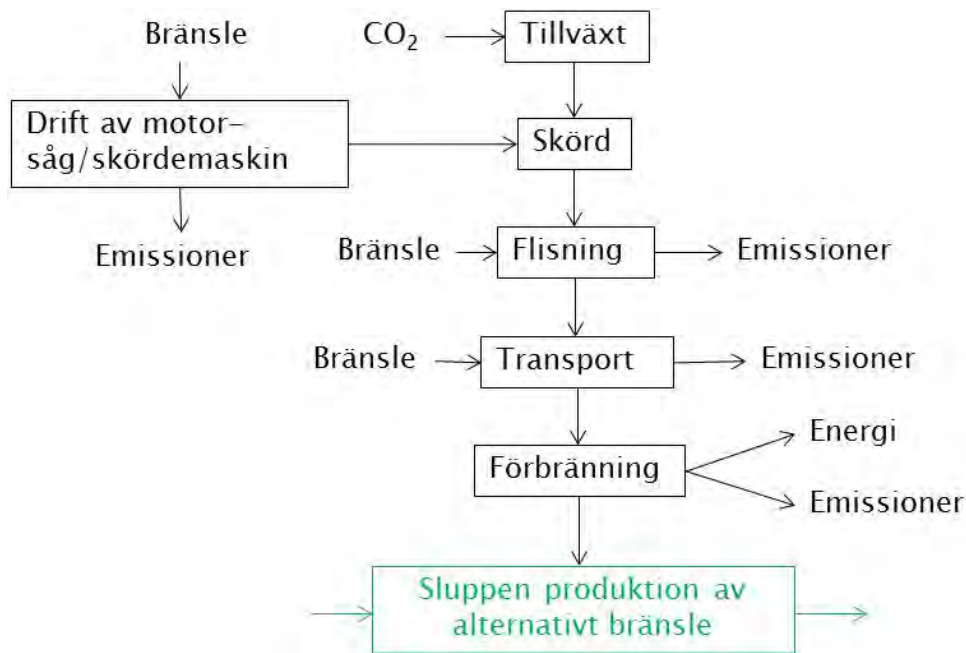 Bränsle
CO₂
Tillväxt
Drift av motor-
såg/skördemaskin
Skörd
Emissioner
Bränsle
Flisning
Emissioner
Bränsle
Transport
Emissioner
Förbränning
Energi
Emissioner
Sluppen produktion av
alternativt bränsle